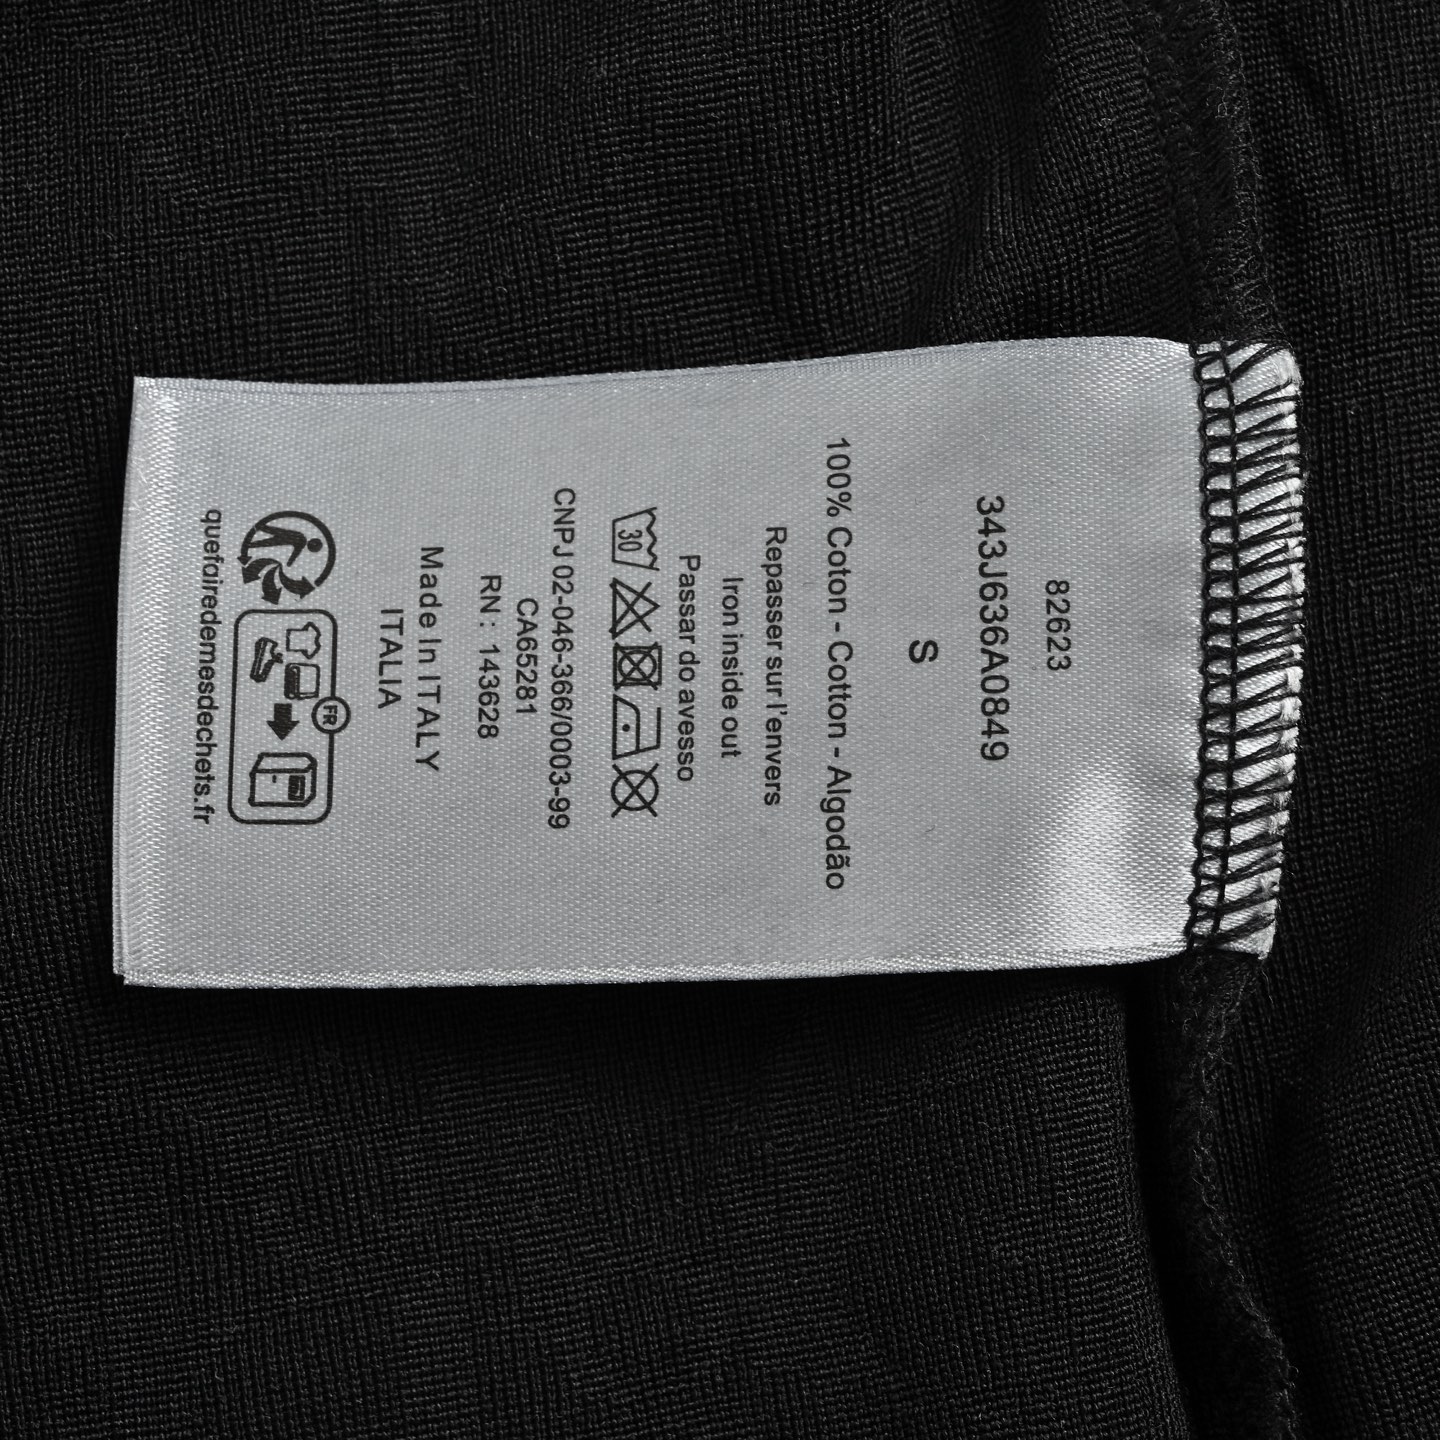 82623
343J636A0849
S
100% Coton - Cotton - Algodão
Repasser sur l'envers
Iron inside out
Passar do avesso
30
CNPJ 02-046-366/0003-99
CA65281
RN : 143628
Made In ITALY
ITALIA
FR
quefairedemesdechets.fr